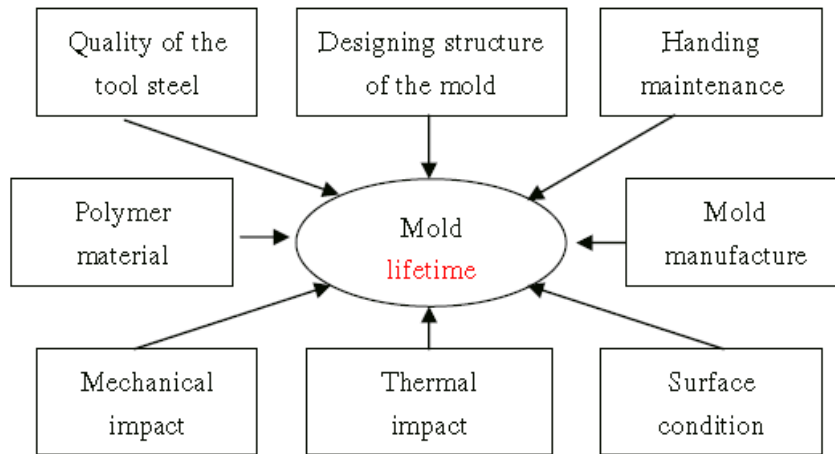 Quality of the
tool steel
Designing structure
of the mold
Handing
maintenance
Polymer
material
Mold
lifetime
Mold
manufacture
Mechanical
impact
Thermal
impact
Surface
condition